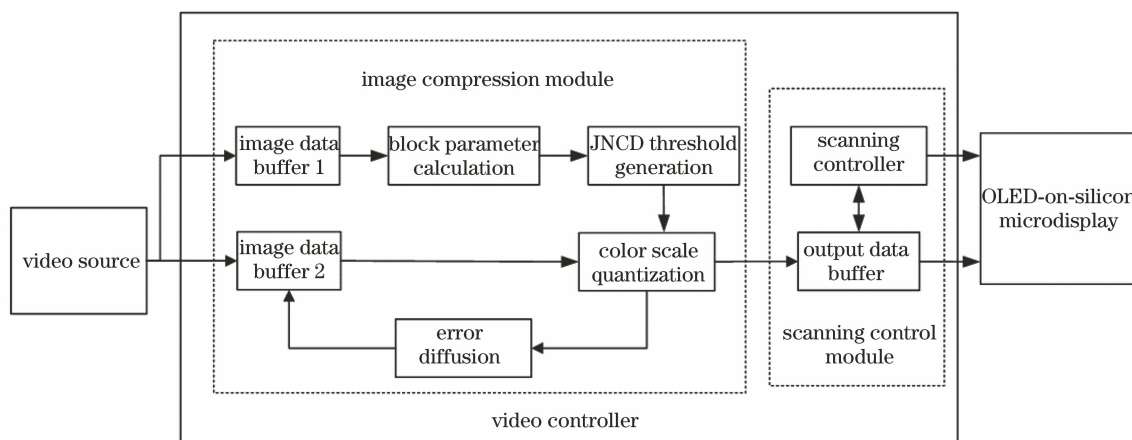 image compression module
image data
buffer 1
block parameter
calculation
JNCD threshold
generation
scanning
controller
OLED-on-silicon
microdisplay
video source
image data
buffer 2
color scale
quantization
output data
buffer
error
diffusion
scanning control
module
video controller